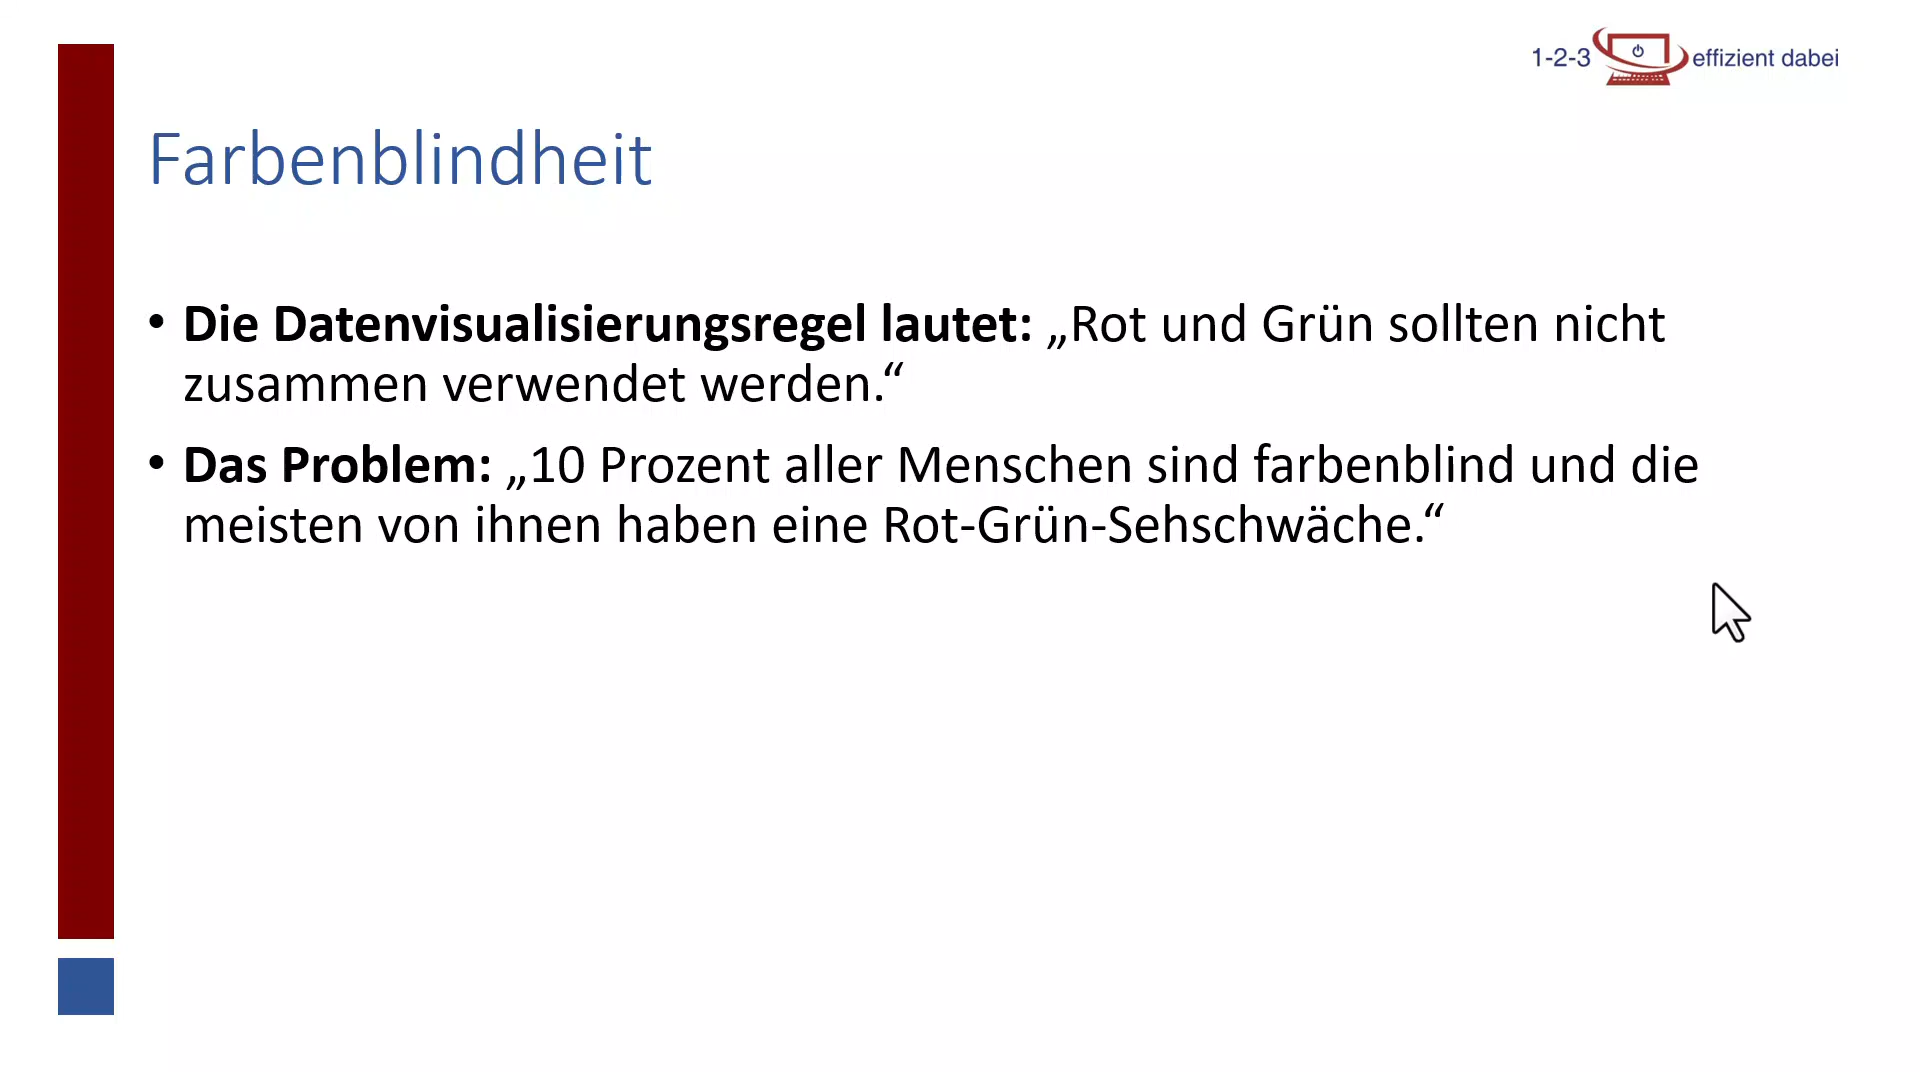 1-2-3 effizient dabei
Farbenblindheit
• Die Datenvisualisierungsregel lautet: „Rot und Grün sollten nicht
zusammen verwendet werden.“
• Das Problem: „10 Prozent aller Menschen sind farbenblind und die
meisten von ihnen haben eine Rot-Grün-Sehschwäche.“